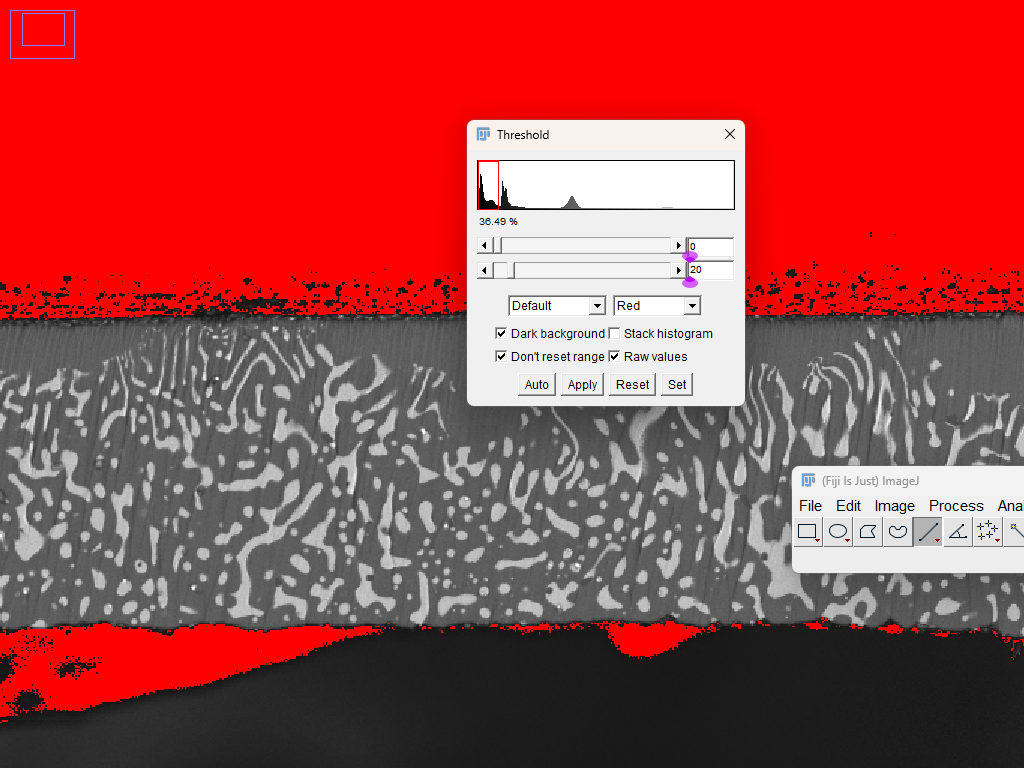 Threshold
36.49 %
0
20
Default Red
Dark background Stack histogram
Don't reset range Raw values
Auto Apply Reset Set
(Fiji Is Just) ImageJ
File Edit Image Process Anal